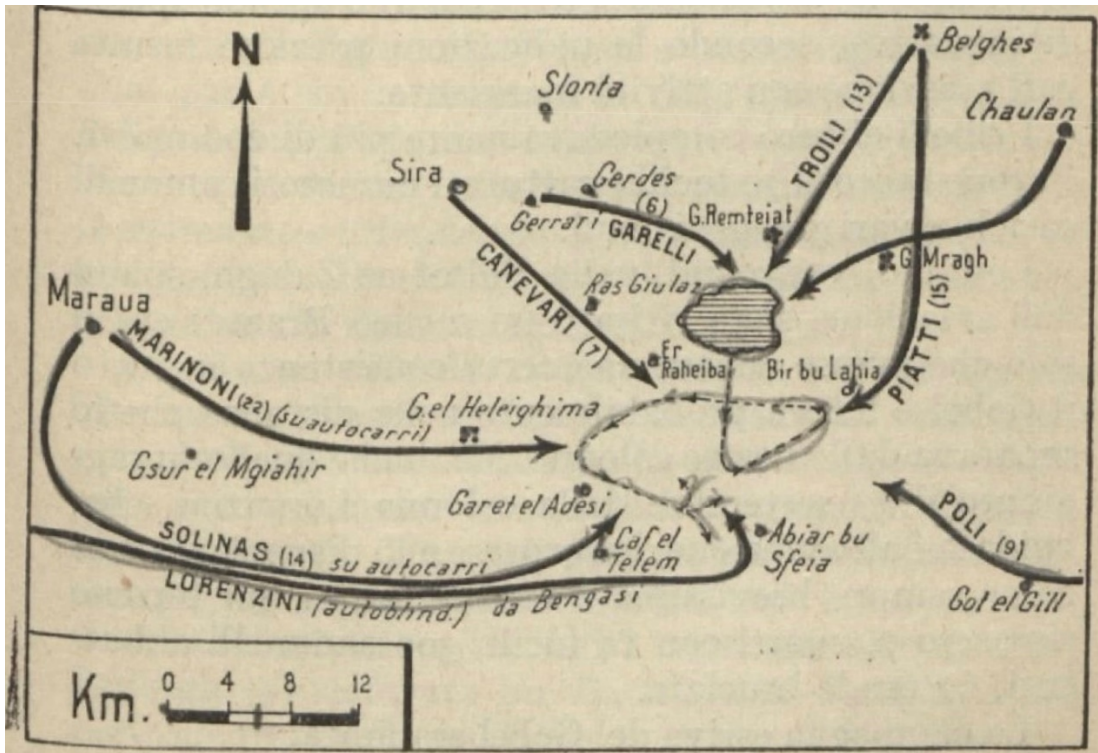 N
Belghes
Slonta
Chaulan
TROILI (13)
Sira
Gerdes
(6)
Gerrari
GARELLI
G.Remteiat
G. Mragh
CANEVARI (7)
Ras Giulaz
PIATTI (15)
Maraua
MARINONI (22) (su autocarri)
Er
Raheiba
Bir bu Lahia
G.el Heleighima
Gsur el Mgiahir
Garet el Adesi
POLI (9)
SOLINAS (14) su autocarri
Caf el
Telem
Abiar bu
Sfeia
LORENZINI (autoblind.) da Bengasi
Got el Gill
Km. 0 4 8 12